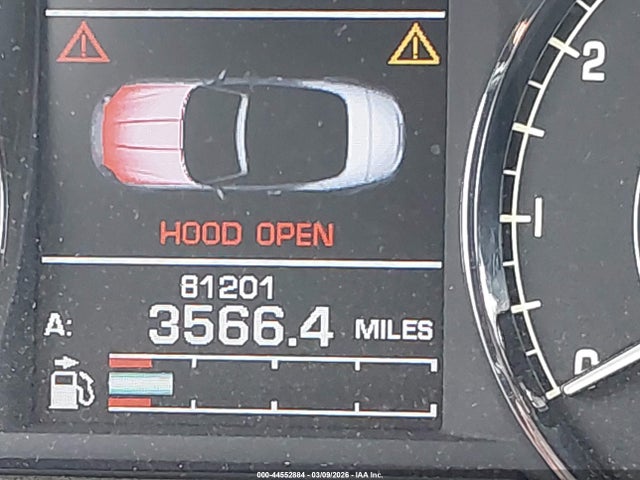 HOOD OPEN
81201
A: 3566.4 MILES
2
1
0
000-44552884 - 03/09/2026 - IAA Inc.